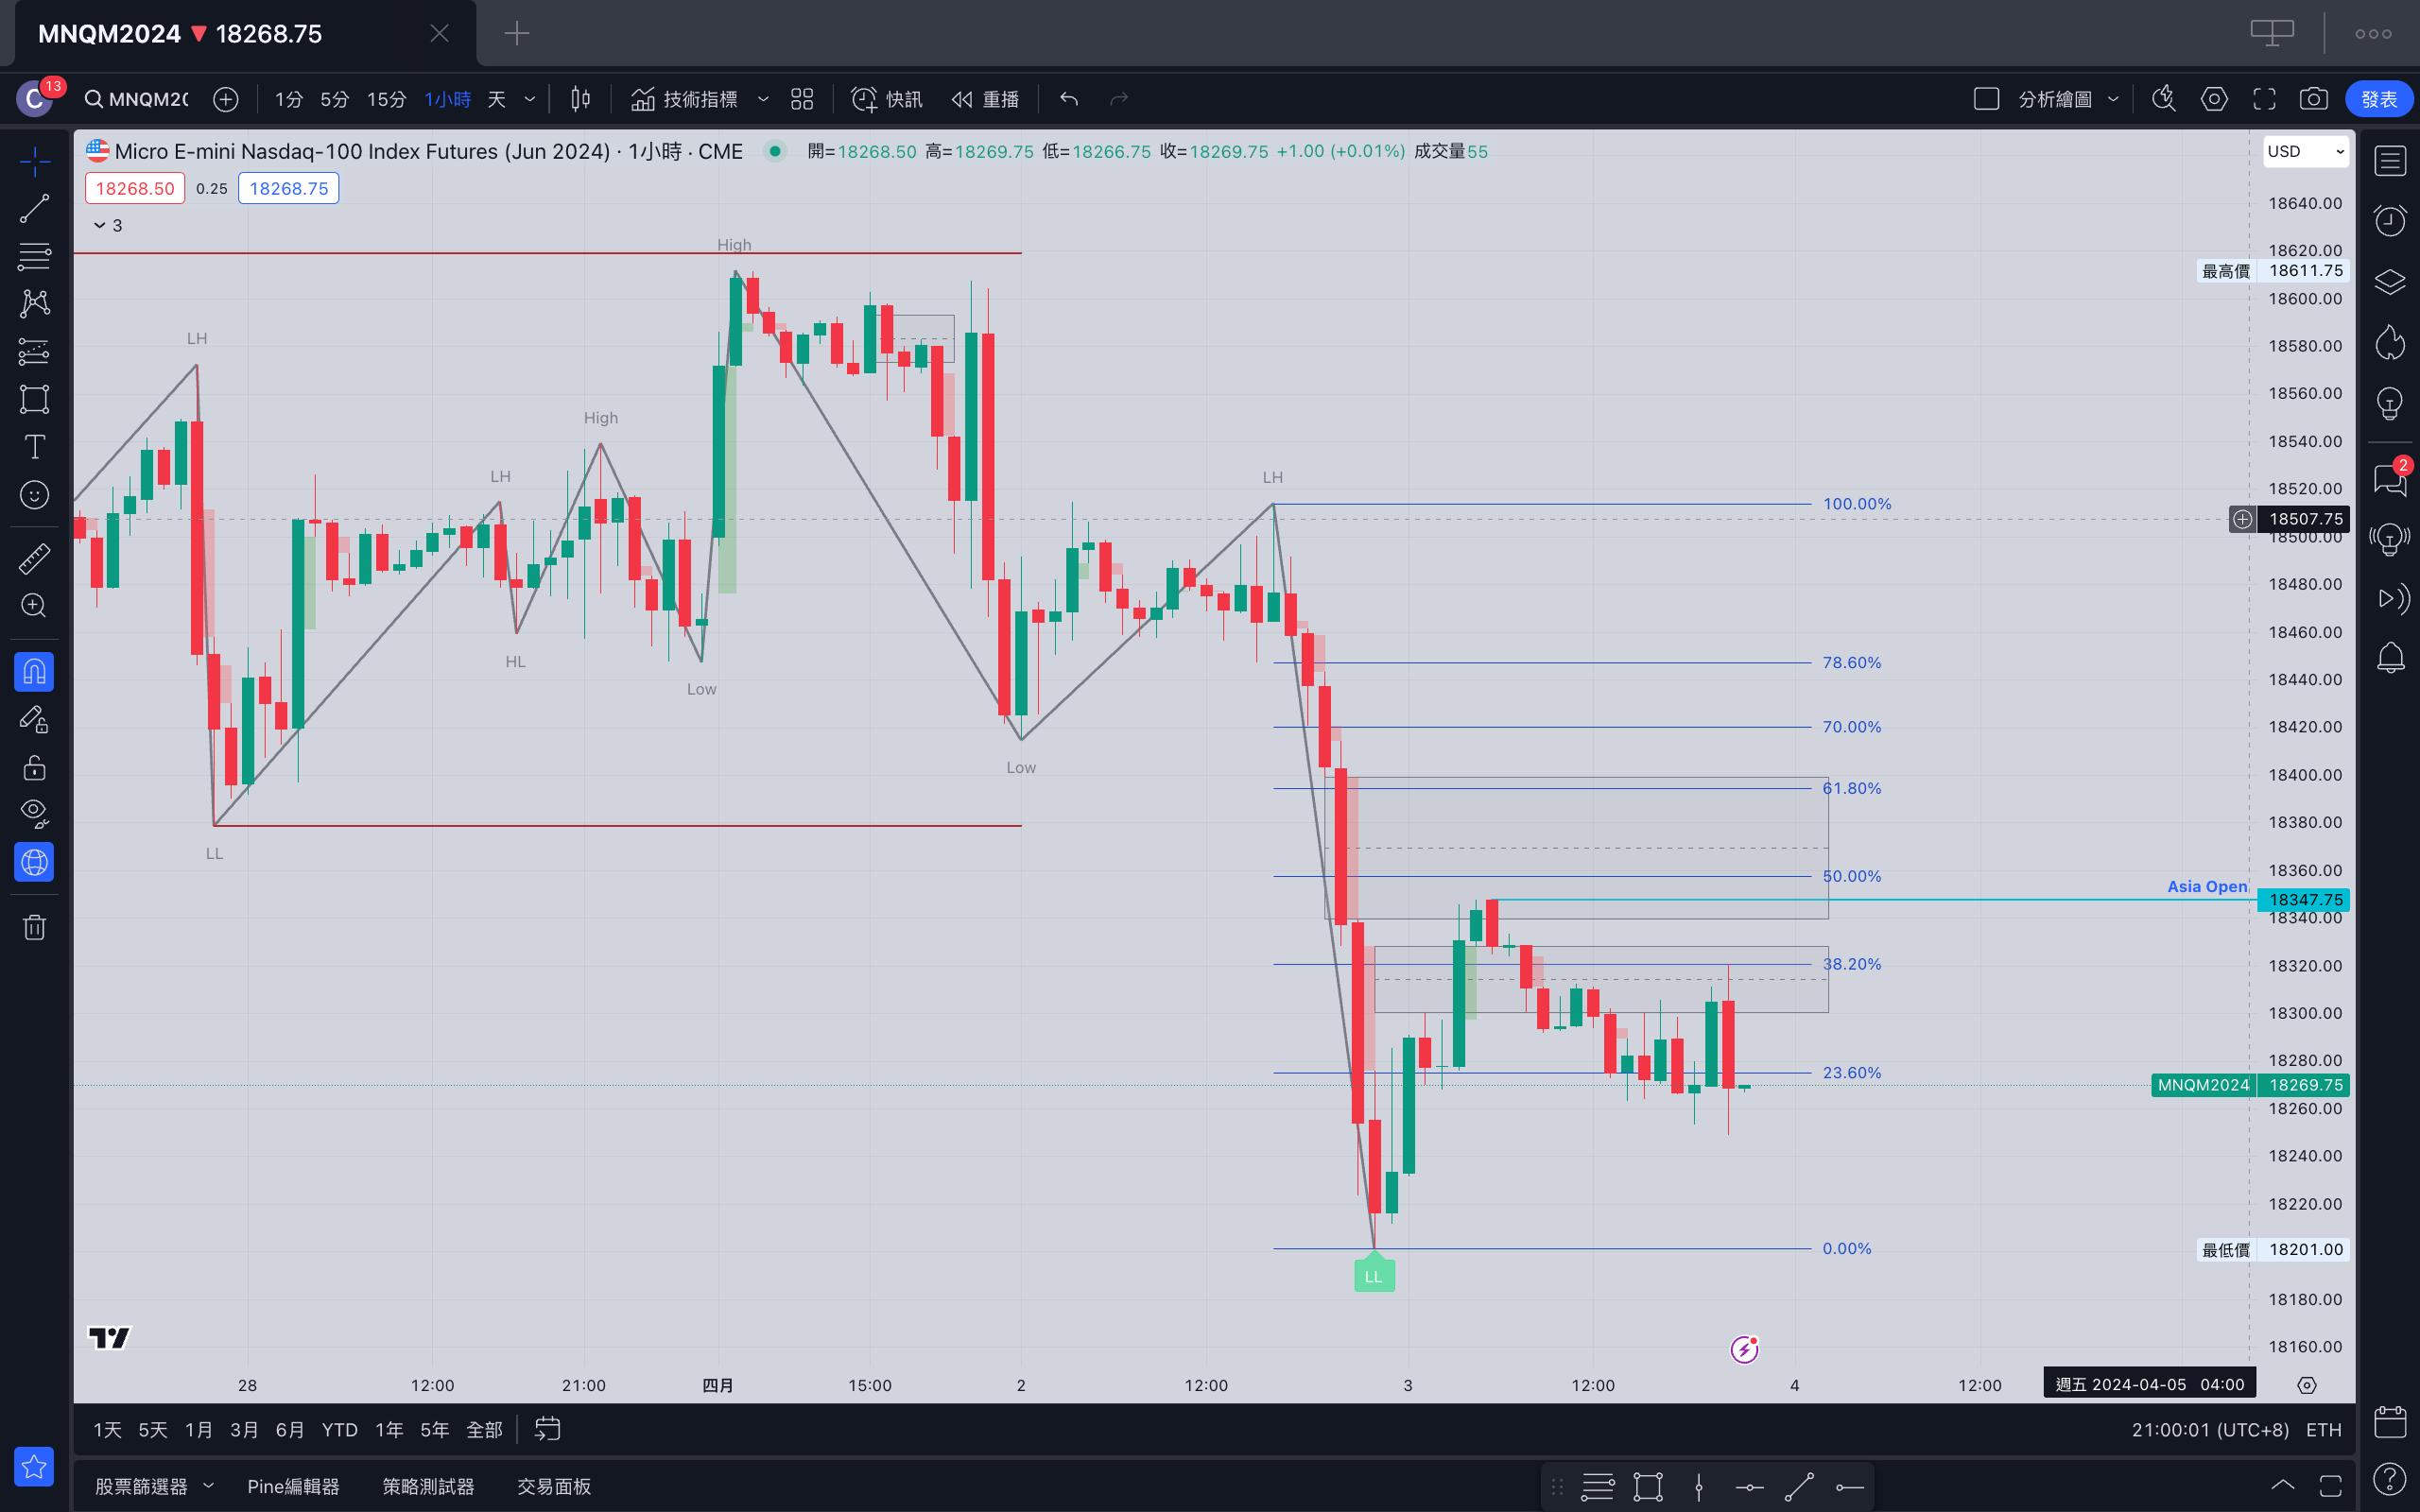 MNQM2024 ▼ 18268.75
C 13 MNQM2( 1分 5分 15分 1小時 天 技術指標 快訊 重播 分析繪圖 發表
Micro E-mini Nasdaq-100 Index Futures (Jun 2024) · 1小時 · CME 開=18268.50 高=18269.75 低=18266.75 收=18269.75 +1.00 (+0.01%) 成交量55
USD
18268.50 0.25 18268.75
3
18640.00
High
18620.00
最高價 18611.75
18600.00
LH
18580.00
18560.00
High
18540.00
LH
LH
2
18520.00
100.00%
18507.75
18500.00
18480.00
18460.00
HL
78.60%
18440.00
Low
18420.00
70.00%
Low
18400.00
61.80%
18380.00
LL
18360.00
50.00%
Asia Open
18347.75
18340.00
38.20%
18320.00
18300.00
18280.00
23.60%
MNQM2024 18269.75
18260.00
18240.00
18220.00
0.00%
最低價 18201.00
LL
18180.00
18160.00
28 12:00 21:00 四月 15:00 2 12:00 3 12:00 4 12:00 週五 2024-04-05 04:00
1天 5天 1月 3月 6月 YTD 1年 5年 全部 21:00:01 (UTC+8) ETH
股票篩選器 Pine編輯器 策略測試器 交易面板